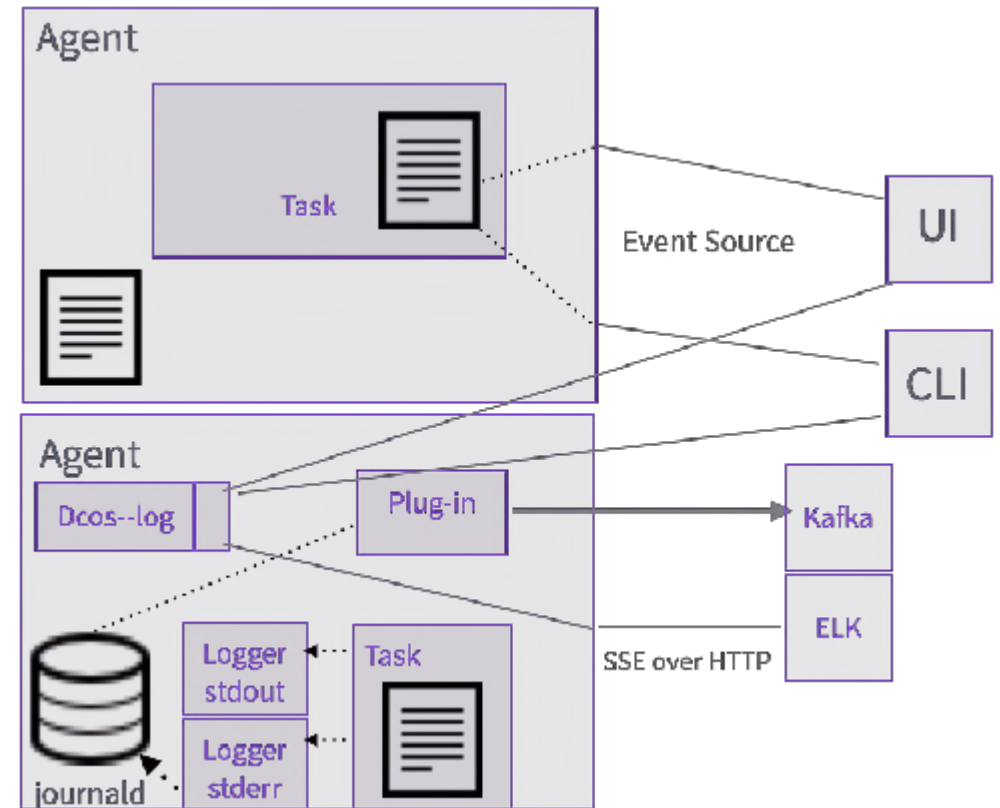 Agent
Task
Event Source
UI
CLI
Agent
Dcos--log
Plug-in
Kafka
ELK
SSE over HTTP
Logger
stdout
Task
Logger
stderr
journald